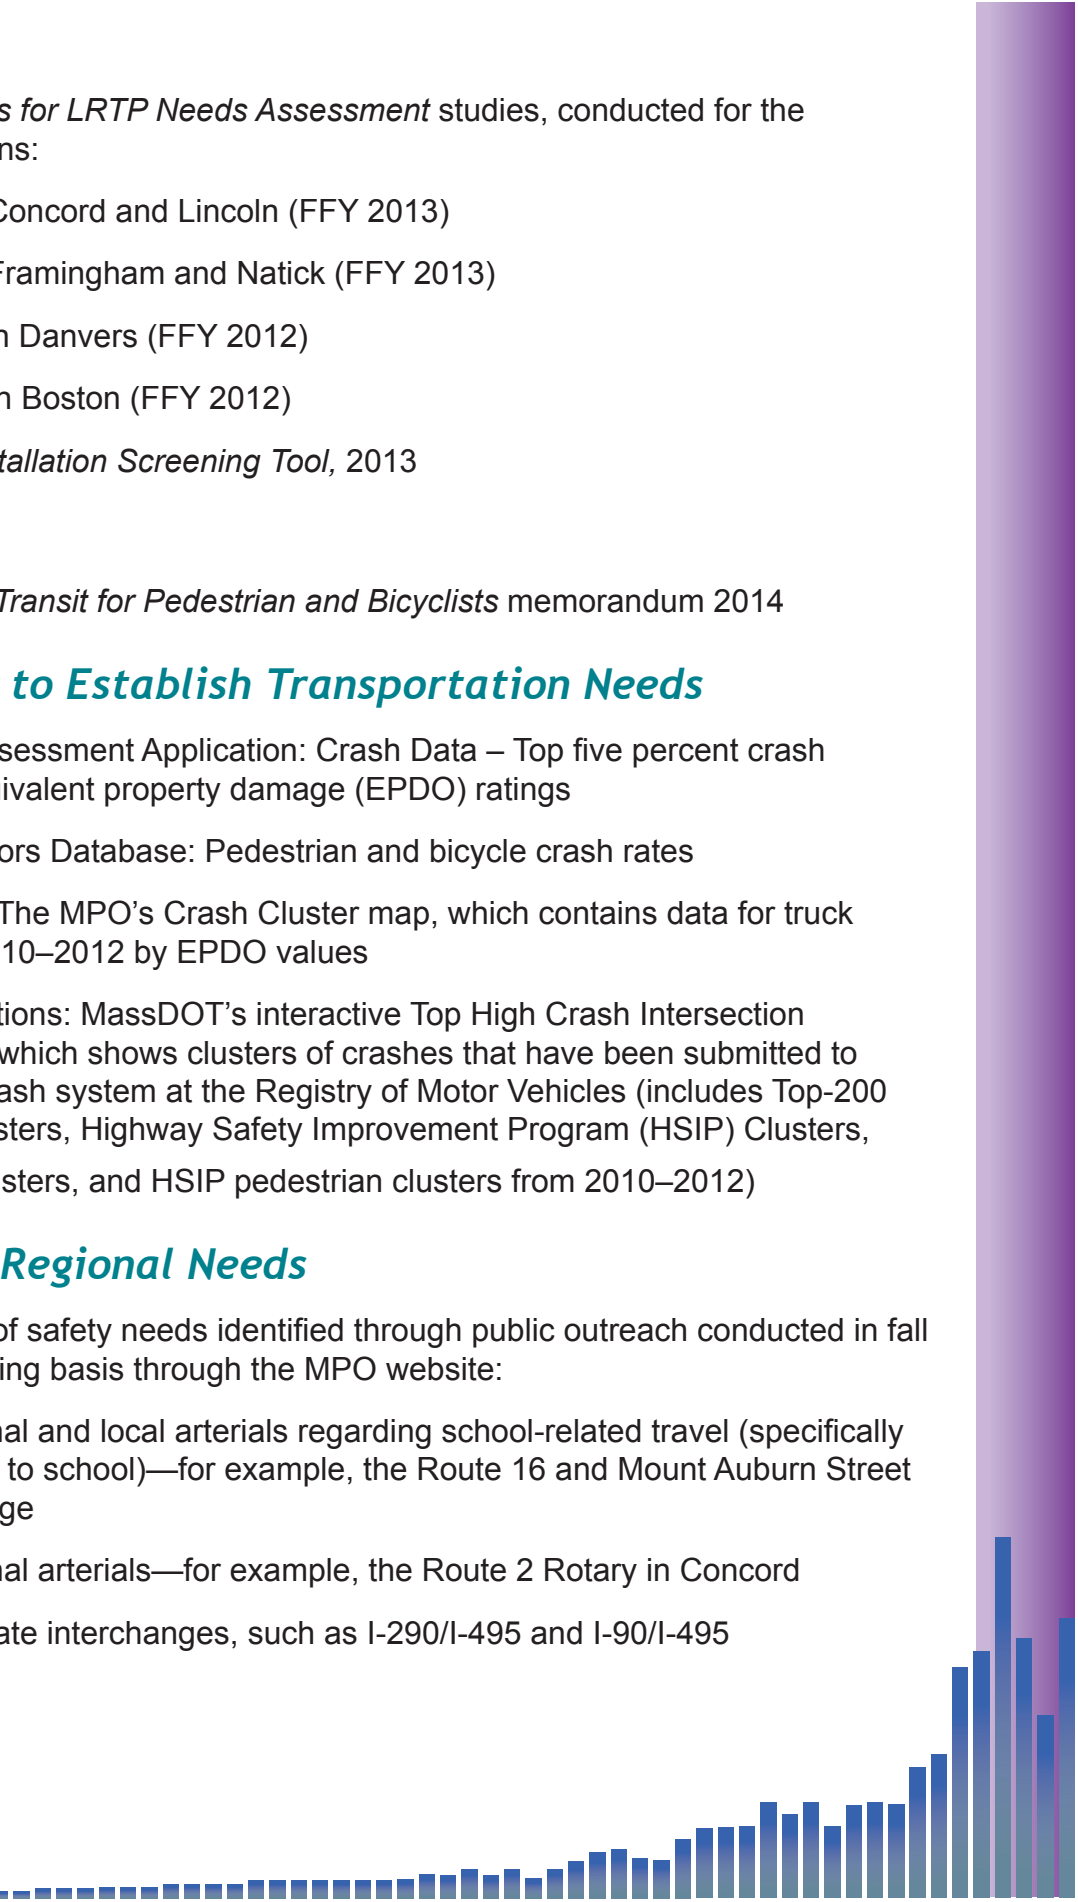 s for LRTP Needs Assessment studies, conducted for the
ns:
Concord and Lincoln (FFY 2013)
Framingham and Natick (FFY 2013)
n Danvers (FFY 2012)
n Boston (FFY 2012)
tallation Screening Tool, 2013
Transit for Pedestrian and Bicyclists memorandum 2014
to Establish Transportation Needs
sessment Application: Crash Data – Top five percent crash
ivalent property damage (EPDO) ratings
ors Database: Pedestrian and bicycle crash rates
The MPO’s Crash Cluster map, which contains data for truck
10–2012 by EPDO values
tions: MassDOT’s interactive Top High Crash Intersection
which shows clusters of crashes that have been submitted to
ash system at the Registry of Motor Vehicles (includes Top-200
sters, Highway Safety Improvement Program (HSIP) Clusters,
sters, and HSIP pedestrian clusters from 2010–2012)
Regional Needs
of safety needs identified through public outreach conducted in fall
ing basis through the MPO website:
nal and local arterials regarding school-related travel (specifically
to school)—for example, the Route 16 and Mount Auburn Street
ge
nal arterials—for example, the Route 2 Rotary in Concord
ate interchanges, such as I-290/I-495 and I-90/I-495